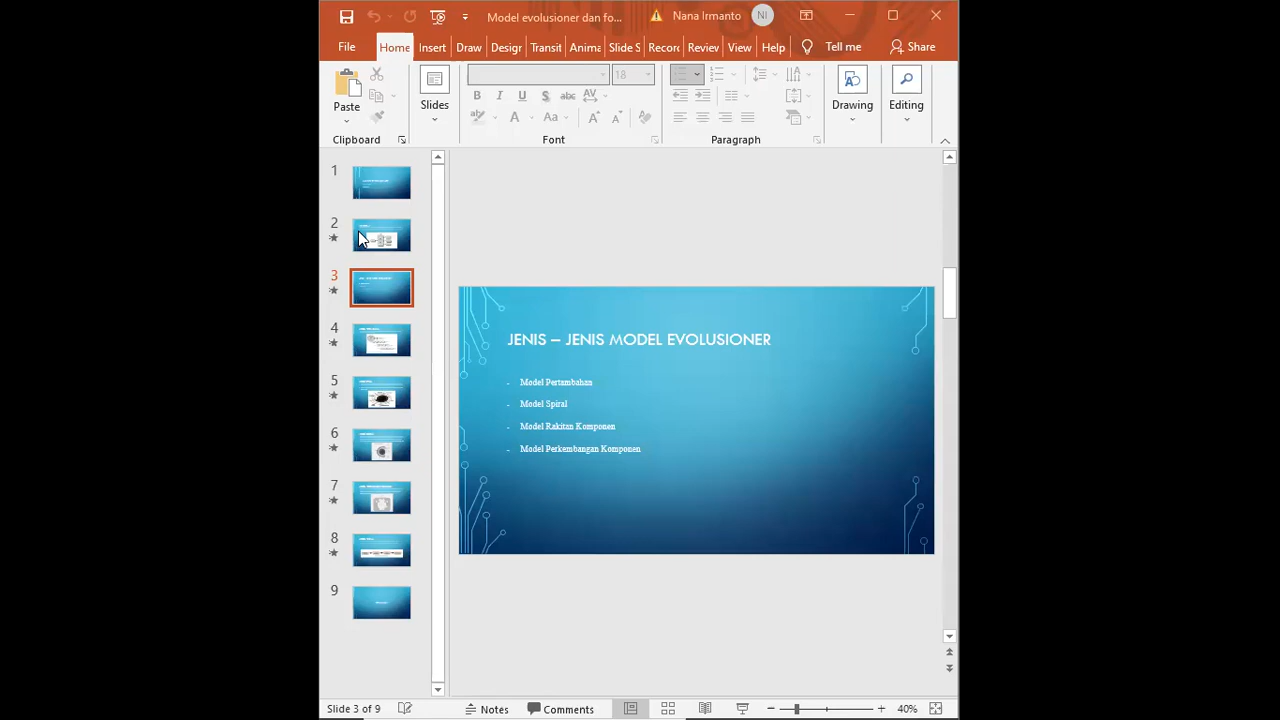 Model evolusioner dan fo...
Nana Irmanto
NI
File
Home
Insert
Draw
Desigr
Transit
Anima
Slide S
Recorc
Reviev
View
Help
Tell me
Share
Paste
Slides
18
Drawing
Editing
Clipboard
Font
Paragraph
1
2
3
4
5
6
7
8
9
JENIS – JENIS MODEL EVOLUSIONER
- Model Pertambahan
- Model Spiral
- Model Rakitan Komponen
- Model Perkembangan Komponen
Slide 3 of 9
Notes
Comments
40%